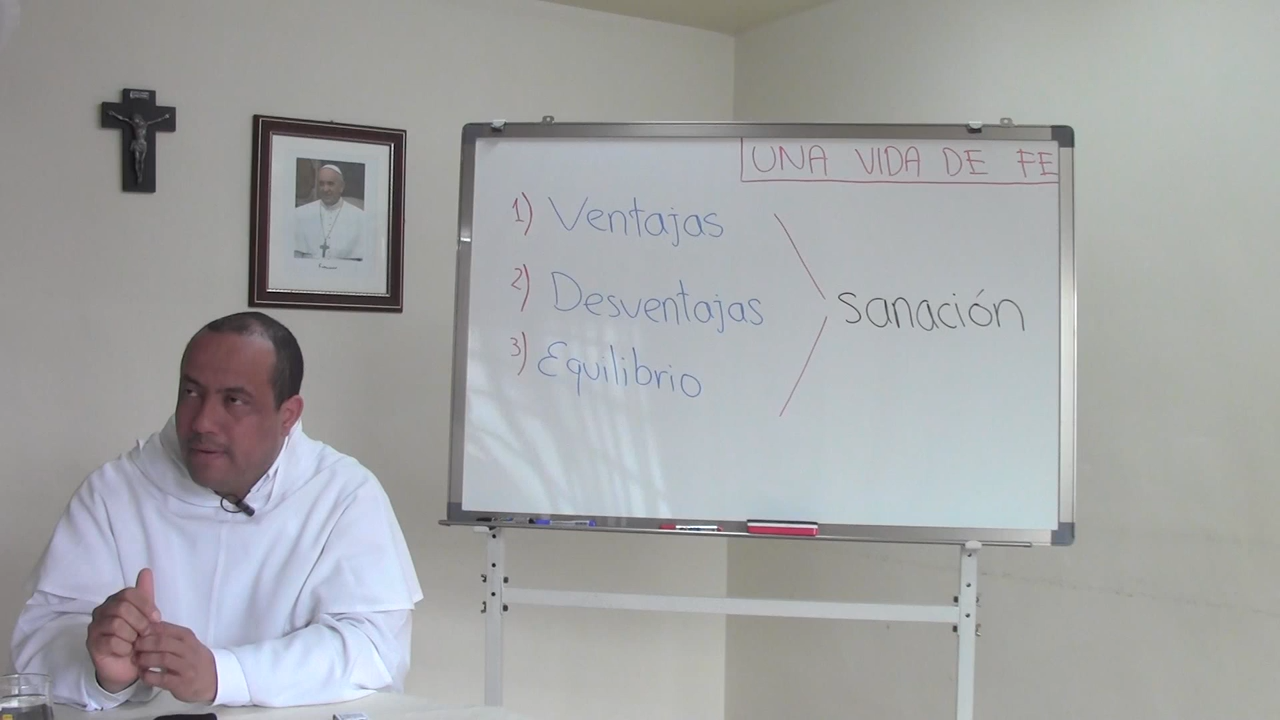 UNA VIDA DE FE
1) Ventajas
2) Desventajas
3) Equilibrio
sanación